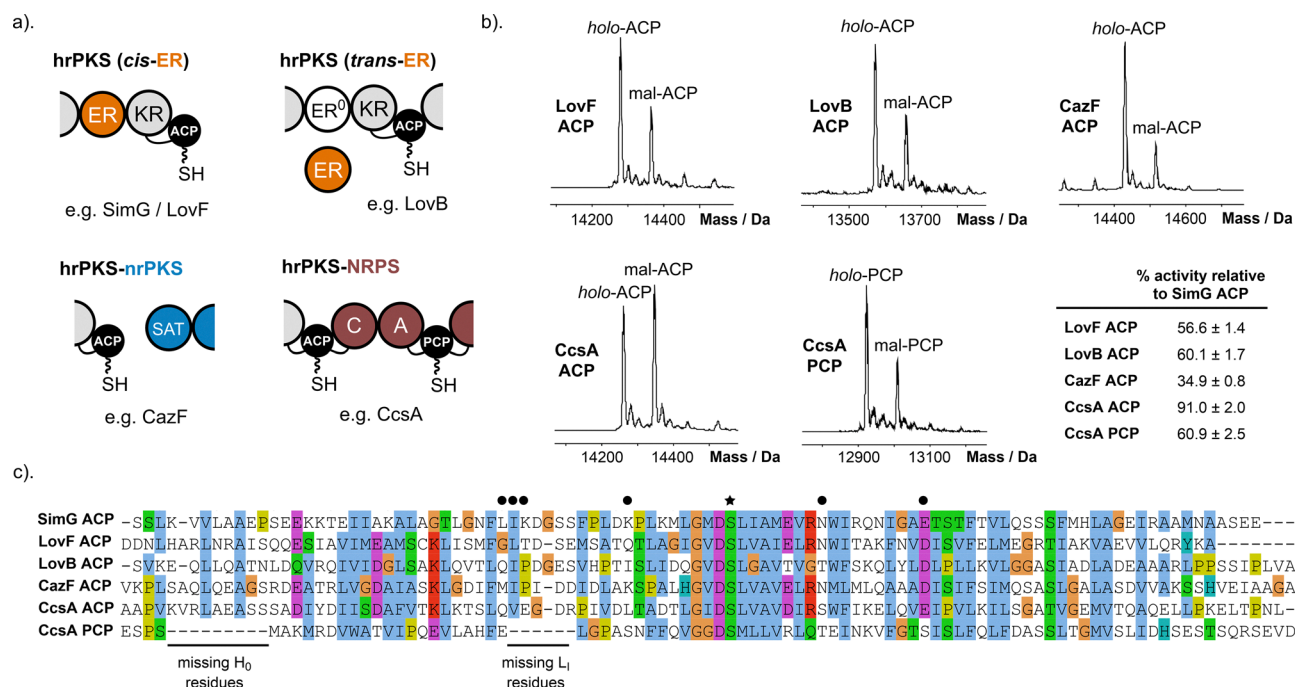 a).
hrPKS (cis-ER)
ER
KR
ACP
SH
e.g. SimG / LovF
hrPKS (trans-ER)
ER⁰
KR
ACP
SH
ER
e.g. LovB
hrPKS-nrPKS
ACP
SH
SAT
e.g. CazF
hrPKS-NRPS
ACP
C
A
PCP
SH
SH
e.g. CcsA
b).
holo-ACP
mal-ACP
LovF
ACP
14200
14400
Mass / Da
holo-ACP
mal-ACP
LovB
ACP
13500
13700
Mass / Da
holo-ACP
mal-ACP
CazF
ACP
14400
14600
Mass / Da
mal-ACP
holo-ACP
CcsA
ACP
14200
14400
Mass / Da
holo-PCP
mal-PCP
CcsA
PCP
12900
13100
Mass / Da
% activity relative
to SimG ACP
LovF ACP 56.6 ± 1.4
LovB ACP 60.1 ± 1.7
CazF ACP 34.9 ± 0.8
CcsA ACP 91.0 ± 2.0
CcsA PCP 60.9 ± 2.5
c).
SimG ACP -SSLK-VVLAAEPSEEKKTEIIAKALAGTLGNFLIKDGSSFPLDKPLKMLGMDSLIAMEVRNWIRQNIGAETSTFTVLQSSSFMHLAGEIRAAMNAASEE----
LovF ACP DDNLHARLNRAISQQESIAVIMEAMSCKLISMFGLTD-SEMSATQTLAGIGVDSLVAIELRNWITAKFNVDISVFELMEGRTIAKVAEVVLQRYKA------
LovB ACP -SVKE-QLLQATNLDQVRQIVIDGLSAKLQVTLQIPDGESVHPTISLIDQGVDSLGAVTVGTWFSKQLYLDLPLLKVLGGASIADLADEAAARLPPSSIPLVA
CazF ACP VKPLSAQLQEAGSRDEATRLVGDAIASKLGDIFMIPI-DDIDLAKSPALHGVDSLVAVELRNMLMLQAAADISIFNIMQSGALAALASDVAKSSHVEIAAGA
CcsA ACP AAPVKVRLAEASSSADIYDIISDAFVTKLKTSLQVEG-DRPIVDLTADTLGIDSLVAVDIRSWFIKELQVEIPVLKILSGATVGEMVTQAQELLPKELTPNL-
CcsA PCP ESPS---------MAKMRDVWATVIPQEVLAHFE------LGPASNFFQVGGDSMLLVRLQTEINKVFGTSISLFQLFDASSLTGMVSLIDHSESTSQRSEVD
missing H₀
residues
missing Lᵢ
residues